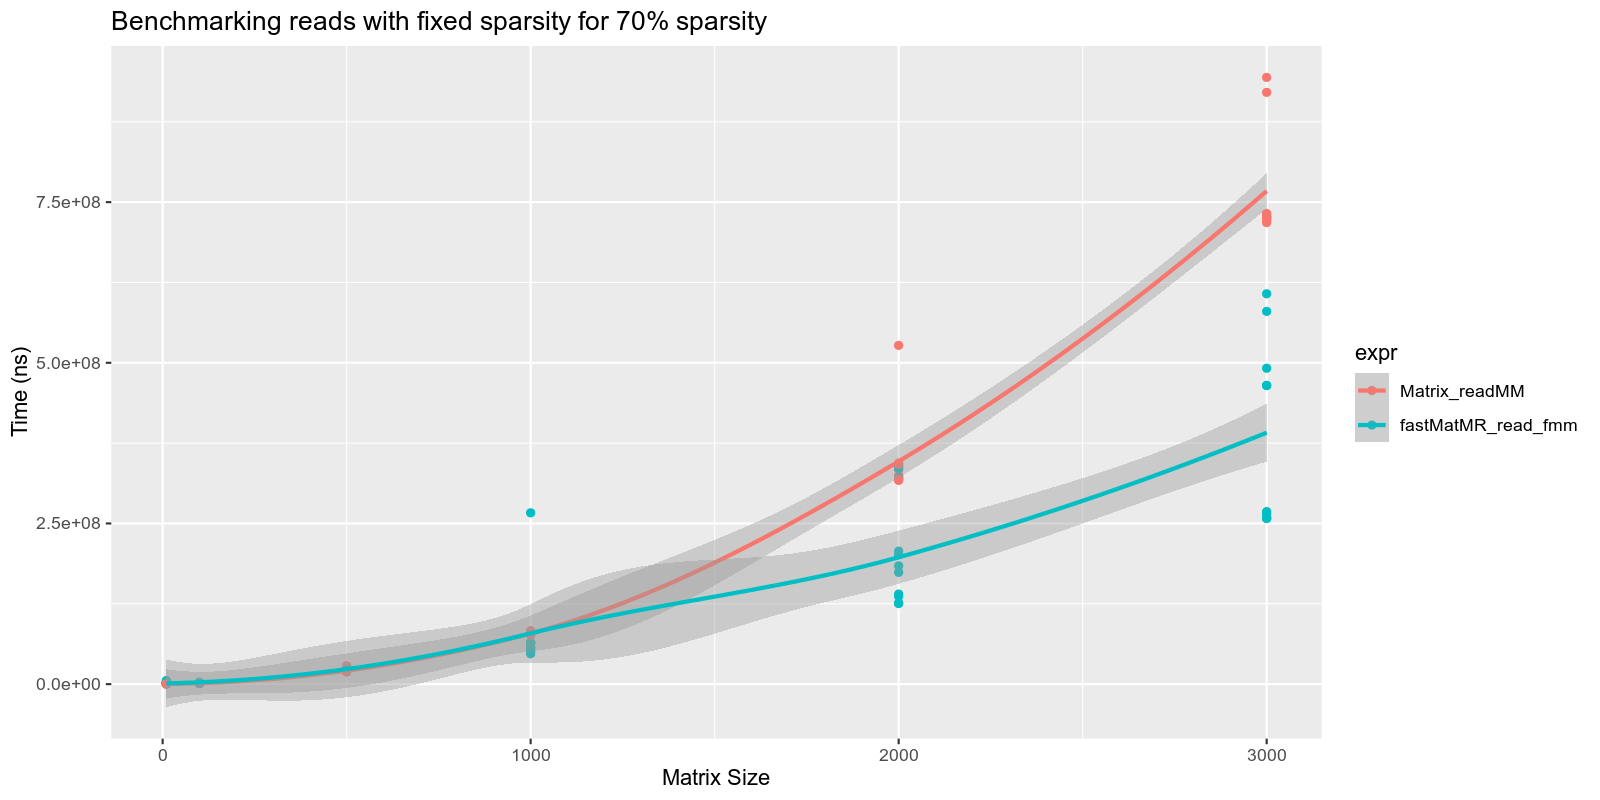 Benchmarking reads with fixed sparsity for 70% sparsity
Time (ns)
7.5e+08
5.0e+08
2.5e+08
0.0e+00
0
1000
2000
3000
Matrix Size
expr
Matrix_readMM
fastMatMR_read_fmm